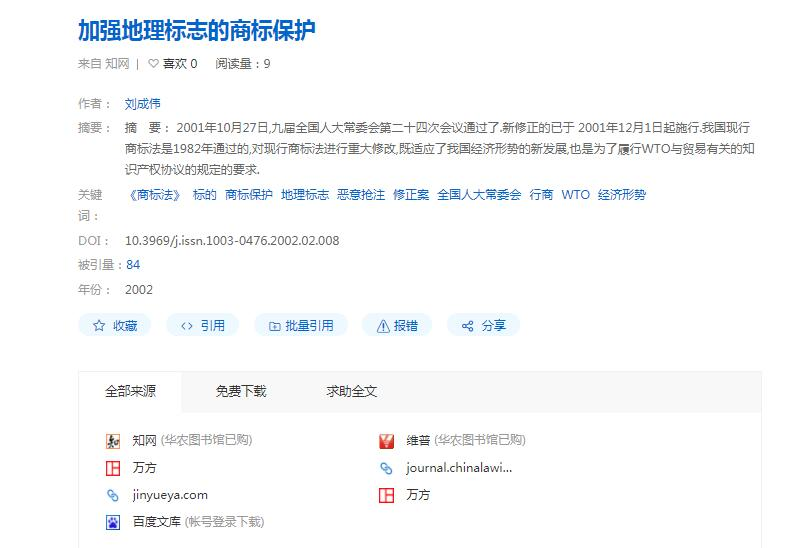 加强地理标志的商标保护
来自 知网 | 喜欢 0 阅读量：9
作者： 刘成伟
摘要： 摘 要： 2001年10月27日,九届全国人大常委会第二十四次会议通过了.新修正的已于 2001年12月1日起施行.我国现行
商标法是1982年通过的,对现行商标法进行重大修改,既适应了我国经济形势的新发展,也是为了履行WTO与贸易有关的知
识产权协议的规定的要求.
关键 《商标法》 标的 商标保护 地理标志 恶意抢注 修正案 全国人大常委会 行商 WTO 经济形势
词：
DOI： 10.3969/j.issn.1003-0476.2002.02.008
被引量：84
年份： 2002
收藏 引用 批量引用 报错 分享
全部来源 免费下载 求助全文
知网 (华农图书馆已购) 维普 (华农图书馆已购)
万方 journal.chinalawi...
jinyueya.com 万方
百度文库 (帐号登录下载)